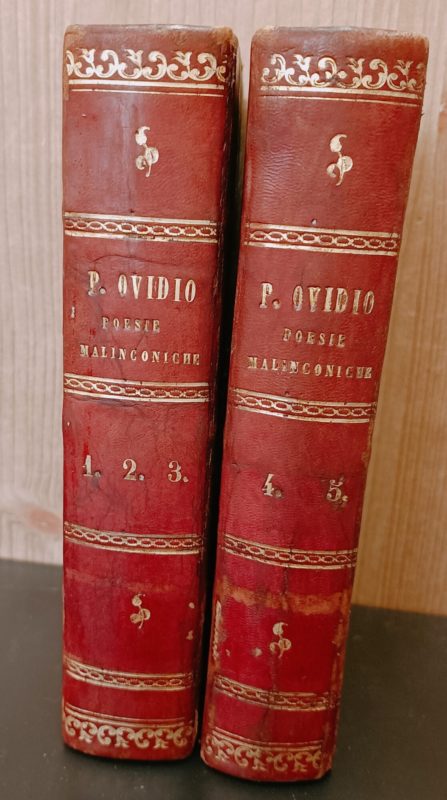 P. OVIDIO
POESIE
MALINCONICHE
1. 2. 3.
P. OVIDIO
POESIE
MALINCONICHE
4. 5.